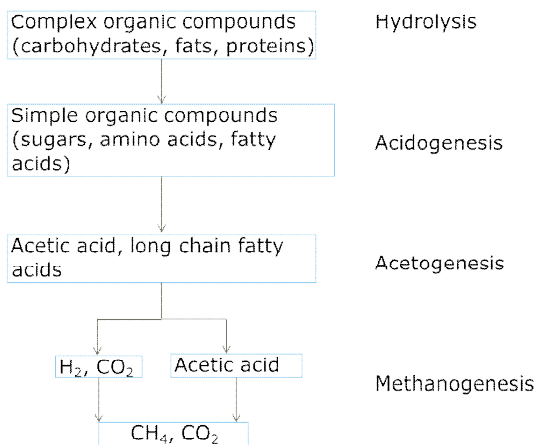 Complex organic compounds
(carbohydrates, fats, proteins)
Hydrolysis
Simple organic compounds
(sugars, amino acids, fatty
acids)
Acidogenesis
Acetic acid, long chain fatty
acids
Acetogenesis
H₂, CO₂
Acetic acid
Methanogenesis
CH₄, CO₂